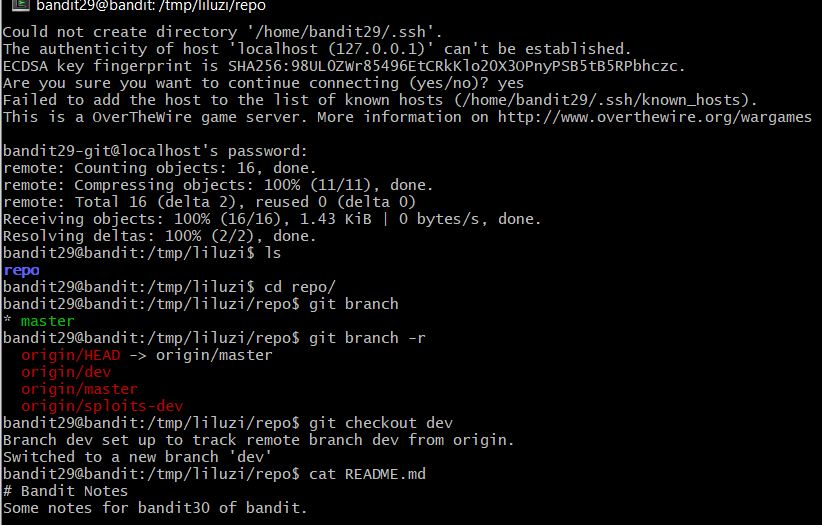 bandit29@bandit: /tmp/liluzi/repo
Could not create directory '/home/bandit29/.ssh'.
The authenticity of host 'localhost (127.0.0.1)' can't be established.
ECDSA key fingerprint is SHA256:98UL0ZWr85496EtCRkKlo20X3OPnyPSB5tB5RPbhczc.
Are you sure you want to continue connecting (yes/no)? yes
Failed to add the host to the list of known hosts (/home/bandit29/.ssh/known_hosts).
This is a OverTheWire game server. More information on http://www.overthewire.org/wargames
bandit29-git@localhost's password:
remote: Counting objects: 16, done.
remote: Compressing objects: 100% (11/11), done.
remote: Total 16 (delta 2), reused 0 (delta 0)
Receiving objects: 100% (16/16), 1.43 KiB | 0 bytes/s, done.
Resolving deltas: 100% (2/2), done.
bandit29@bandit:/tmp/liluzi$ ls
repo
bandit29@bandit:/tmp/liluzi$ cd repo/
bandit29@bandit:/tmp/liluzi/repo$ git branch
* master
bandit29@bandit:/tmp/liluzi/repo$ git branch -r
origin/HEAD -> origin/master
origin/dev
origin/master
origin/sploits-dev
bandit29@bandit:/tmp/liluzi/repo$ git checkout dev
Branch dev set up to track remote branch dev from origin.
Switched to a new branch 'dev'
bandit29@bandit:/tmp/liluzi/repo$ cat README.md
# Bandit Notes
Some notes for bandit30 of bandit.